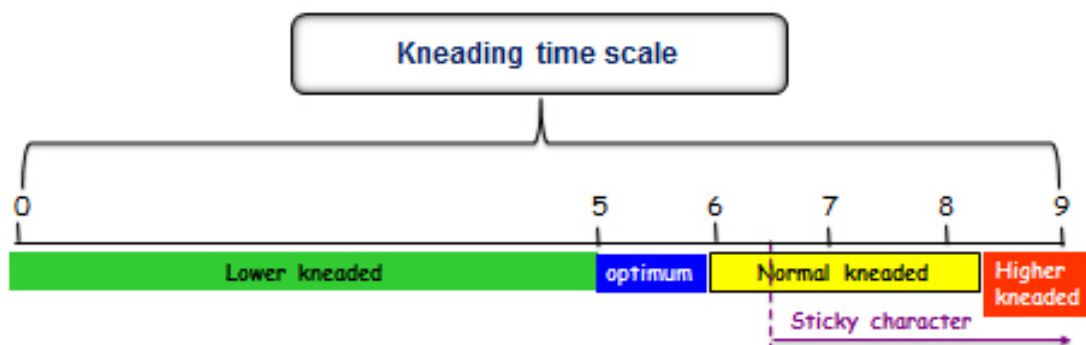 Kneading time scale
0 5 6 7 8 9
Lower kneaded optimum Normal kneaded Higher
kneaded
Sticky character